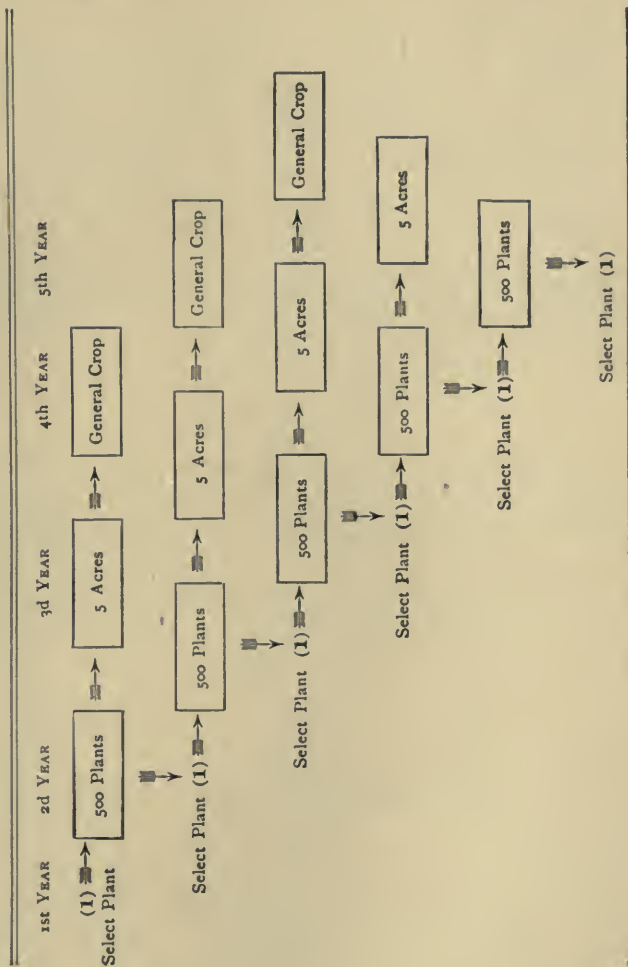 1st YEAR 2d YEAR 3d YEAR 4th YEAR 5th YEAR
(1) 500 Plants 5 Acres General Crop
Select Plant
Select Plant (1) 500 Plants 5 Acres General Crop
Select Plant (1) 500 Plants 5 Acres General Crop
Select Plant (1) 500 Plants 5 Acres
Select Plant (1) 500 Plants
Select Plant (1)